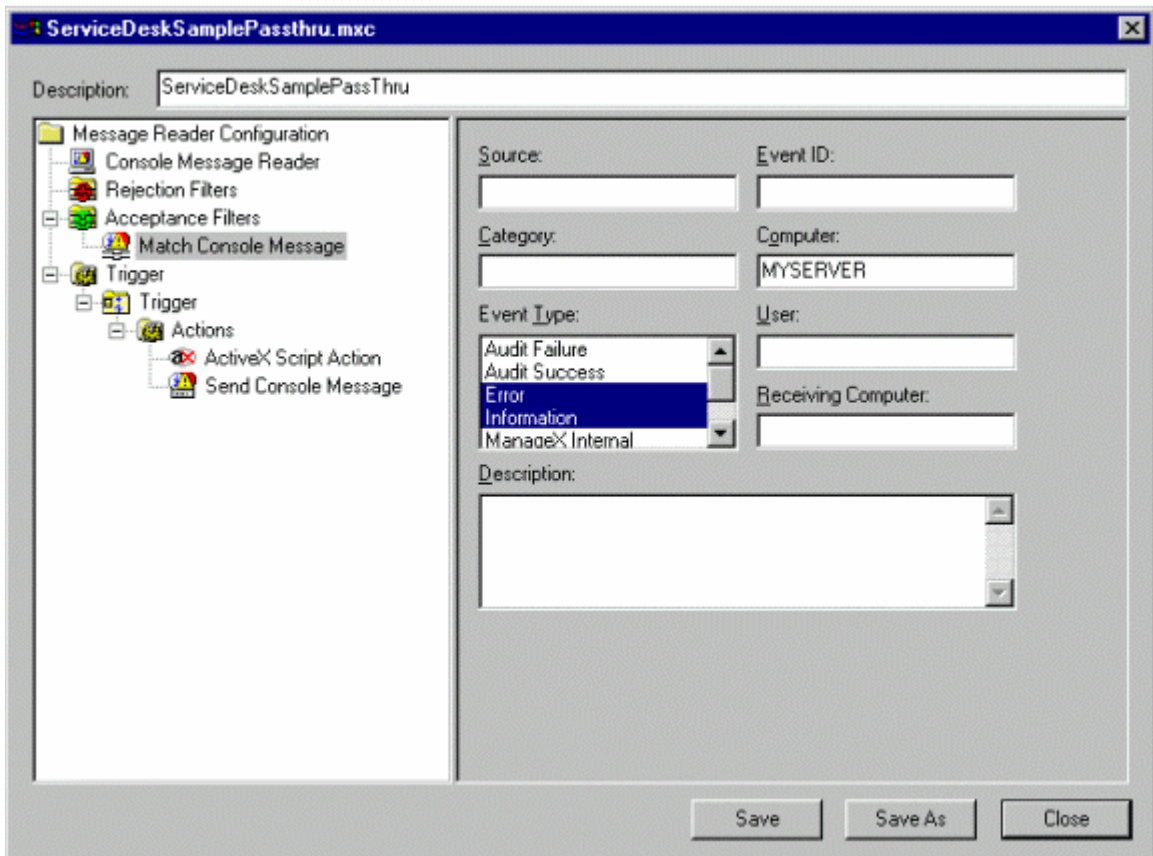 ServiceDeskSamplePassthru.mxc
Description: ServiceDeskSamplePassThru
Message Reader Configuration
Console Message Reader
Rejection Filters
Acceptance Filters
Match Console Message
Trigger
Trigger
Actions
ActiveX Script Action
Send Console Message
Source: Event ID:
Category: Computer:
MYSERVER
Event Type: User:
Audit Failure
Audit Success
Error
Information
ManageX Internal
Receiving Computer:
Description:
Save Save As Close